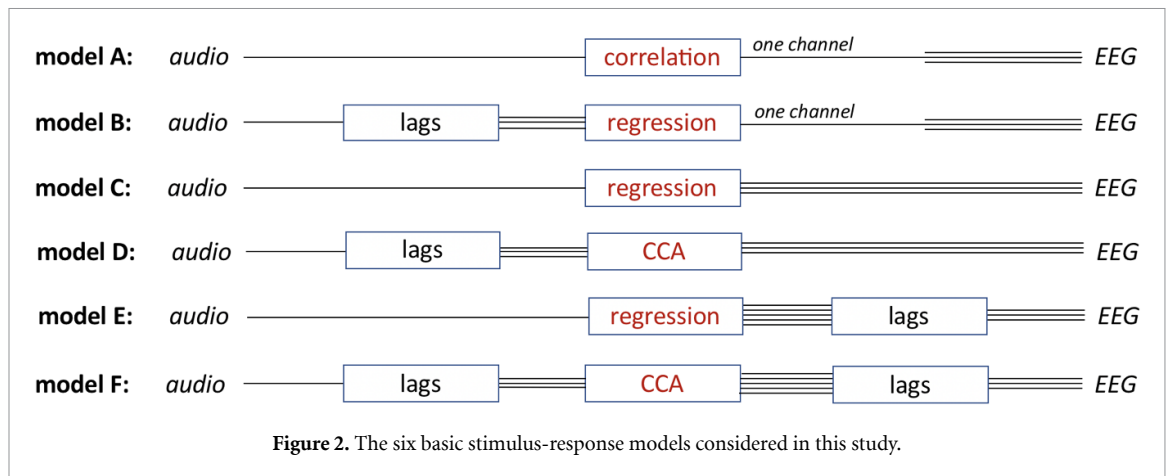 model A: audio correlation one channel EEG
model B: audio lags regression one channel EEG
model C: audio regression EEG
model D: audio lags CCA EEG
model E: audio regression lags EEG
model F: audio lags CCA lags EEG
Figure 2. The six basic stimulus-response models considered in this study.